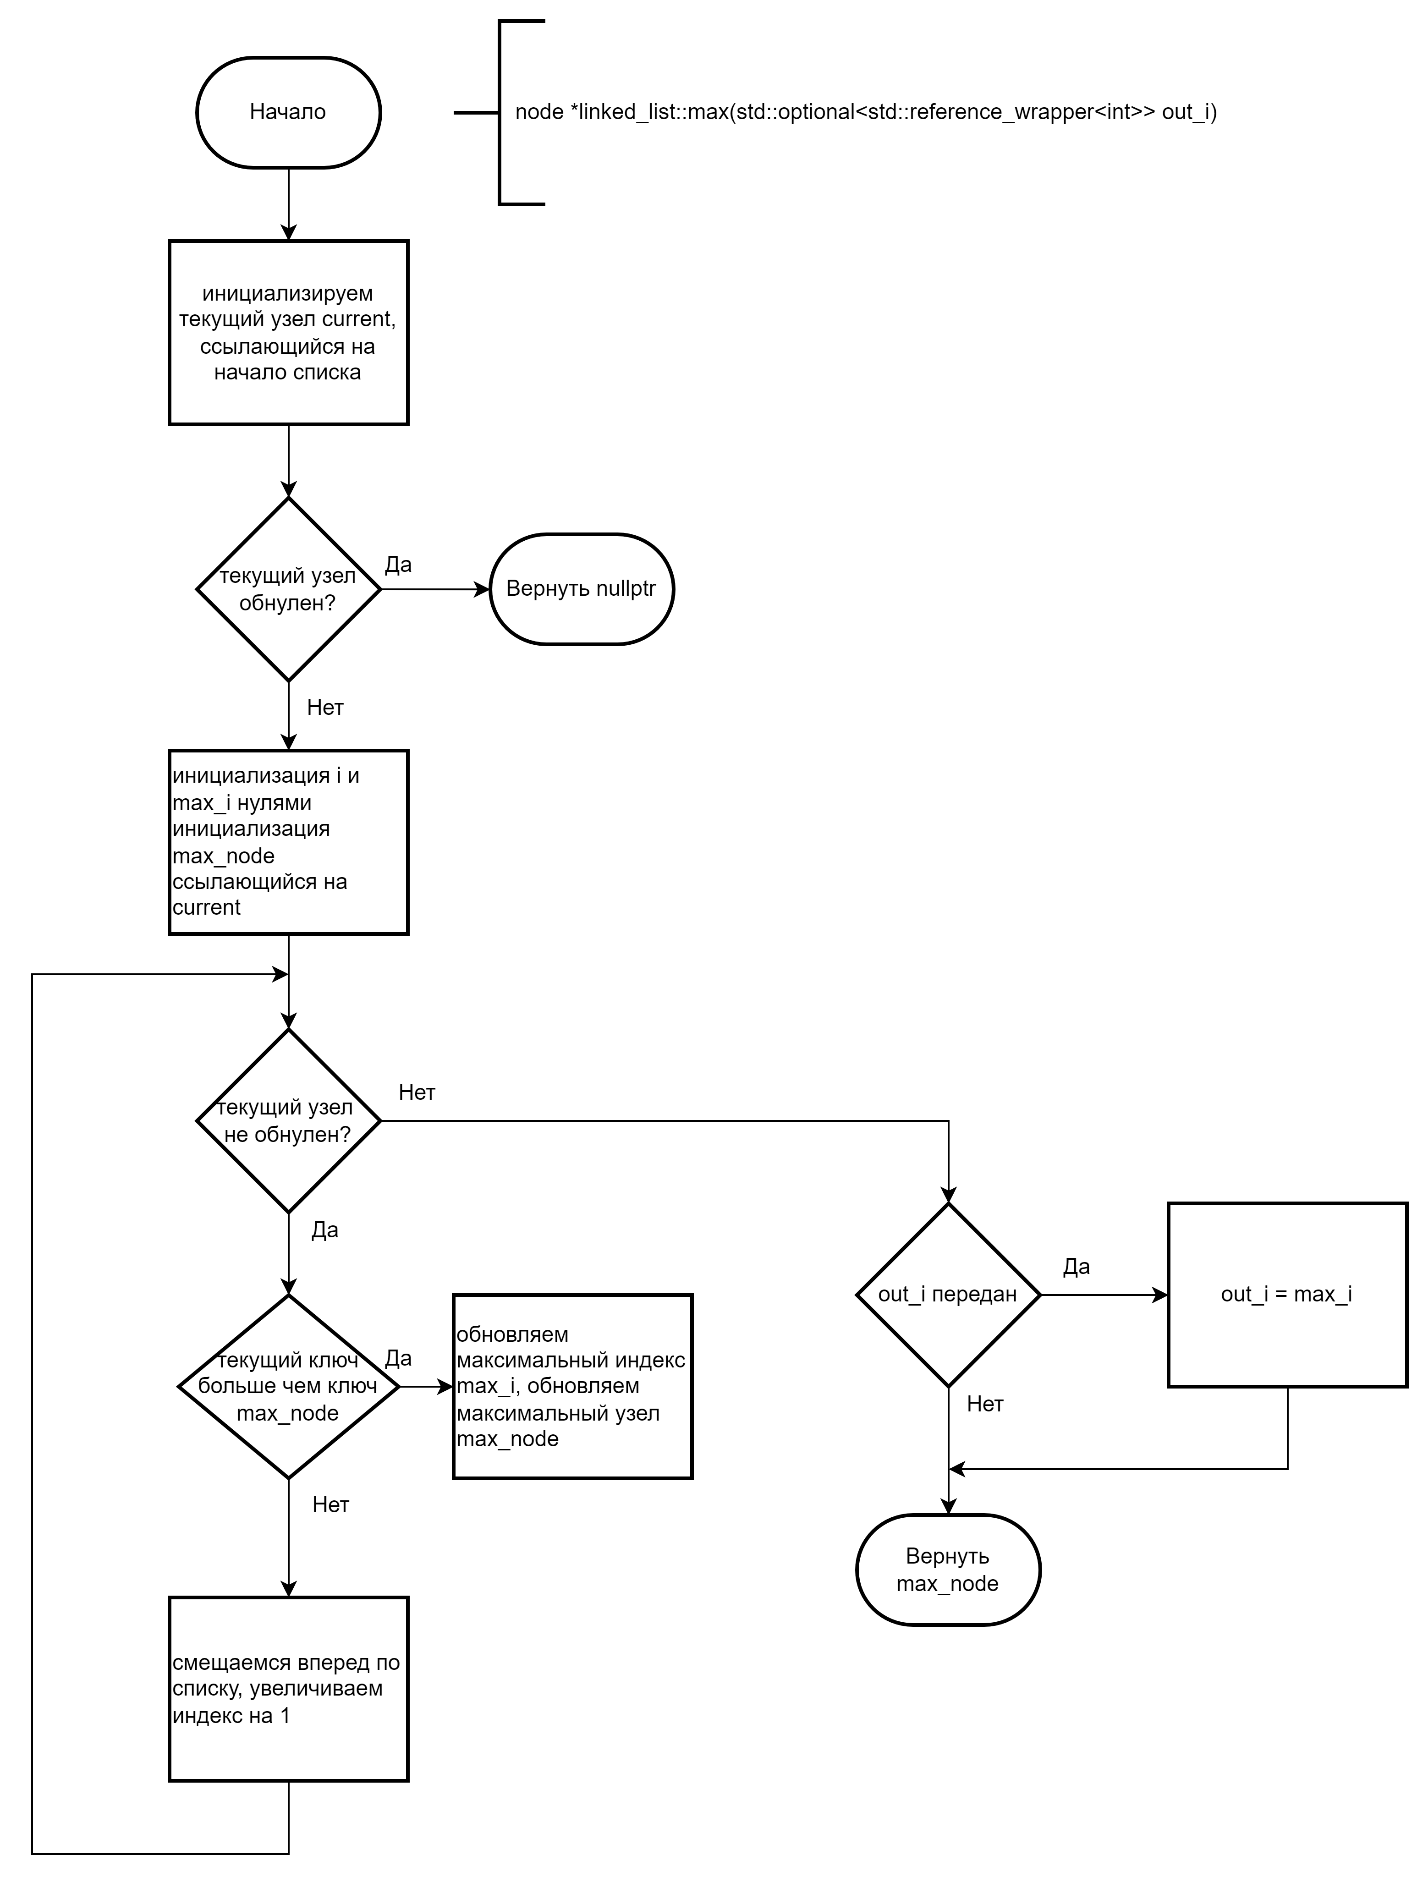 Начало
node *linked_list::max(std::optional<std::reference_wrapper<int>> out_i)
инициализируем
текущий узел current,
ссылающийся на
начало списка
текущий узел
обнулен?
Да
Вернуть nullptr
Нет
инициализация i и
max_i нулями
инициализация
max_node
ссылающийся на
current
текущий узел
не обнулен?
Нет
Да
out_i передан
Да
out_i = max_i
Нет
Вернуть
max_node
текущий ключ
больше чем ключ
max_node
Да
обновляем
максимальный индекс
max_i, обновляем
максимальный узел
max_node
Нет
смещаемся вперед по
списку, увеличиваем
индекс на 1